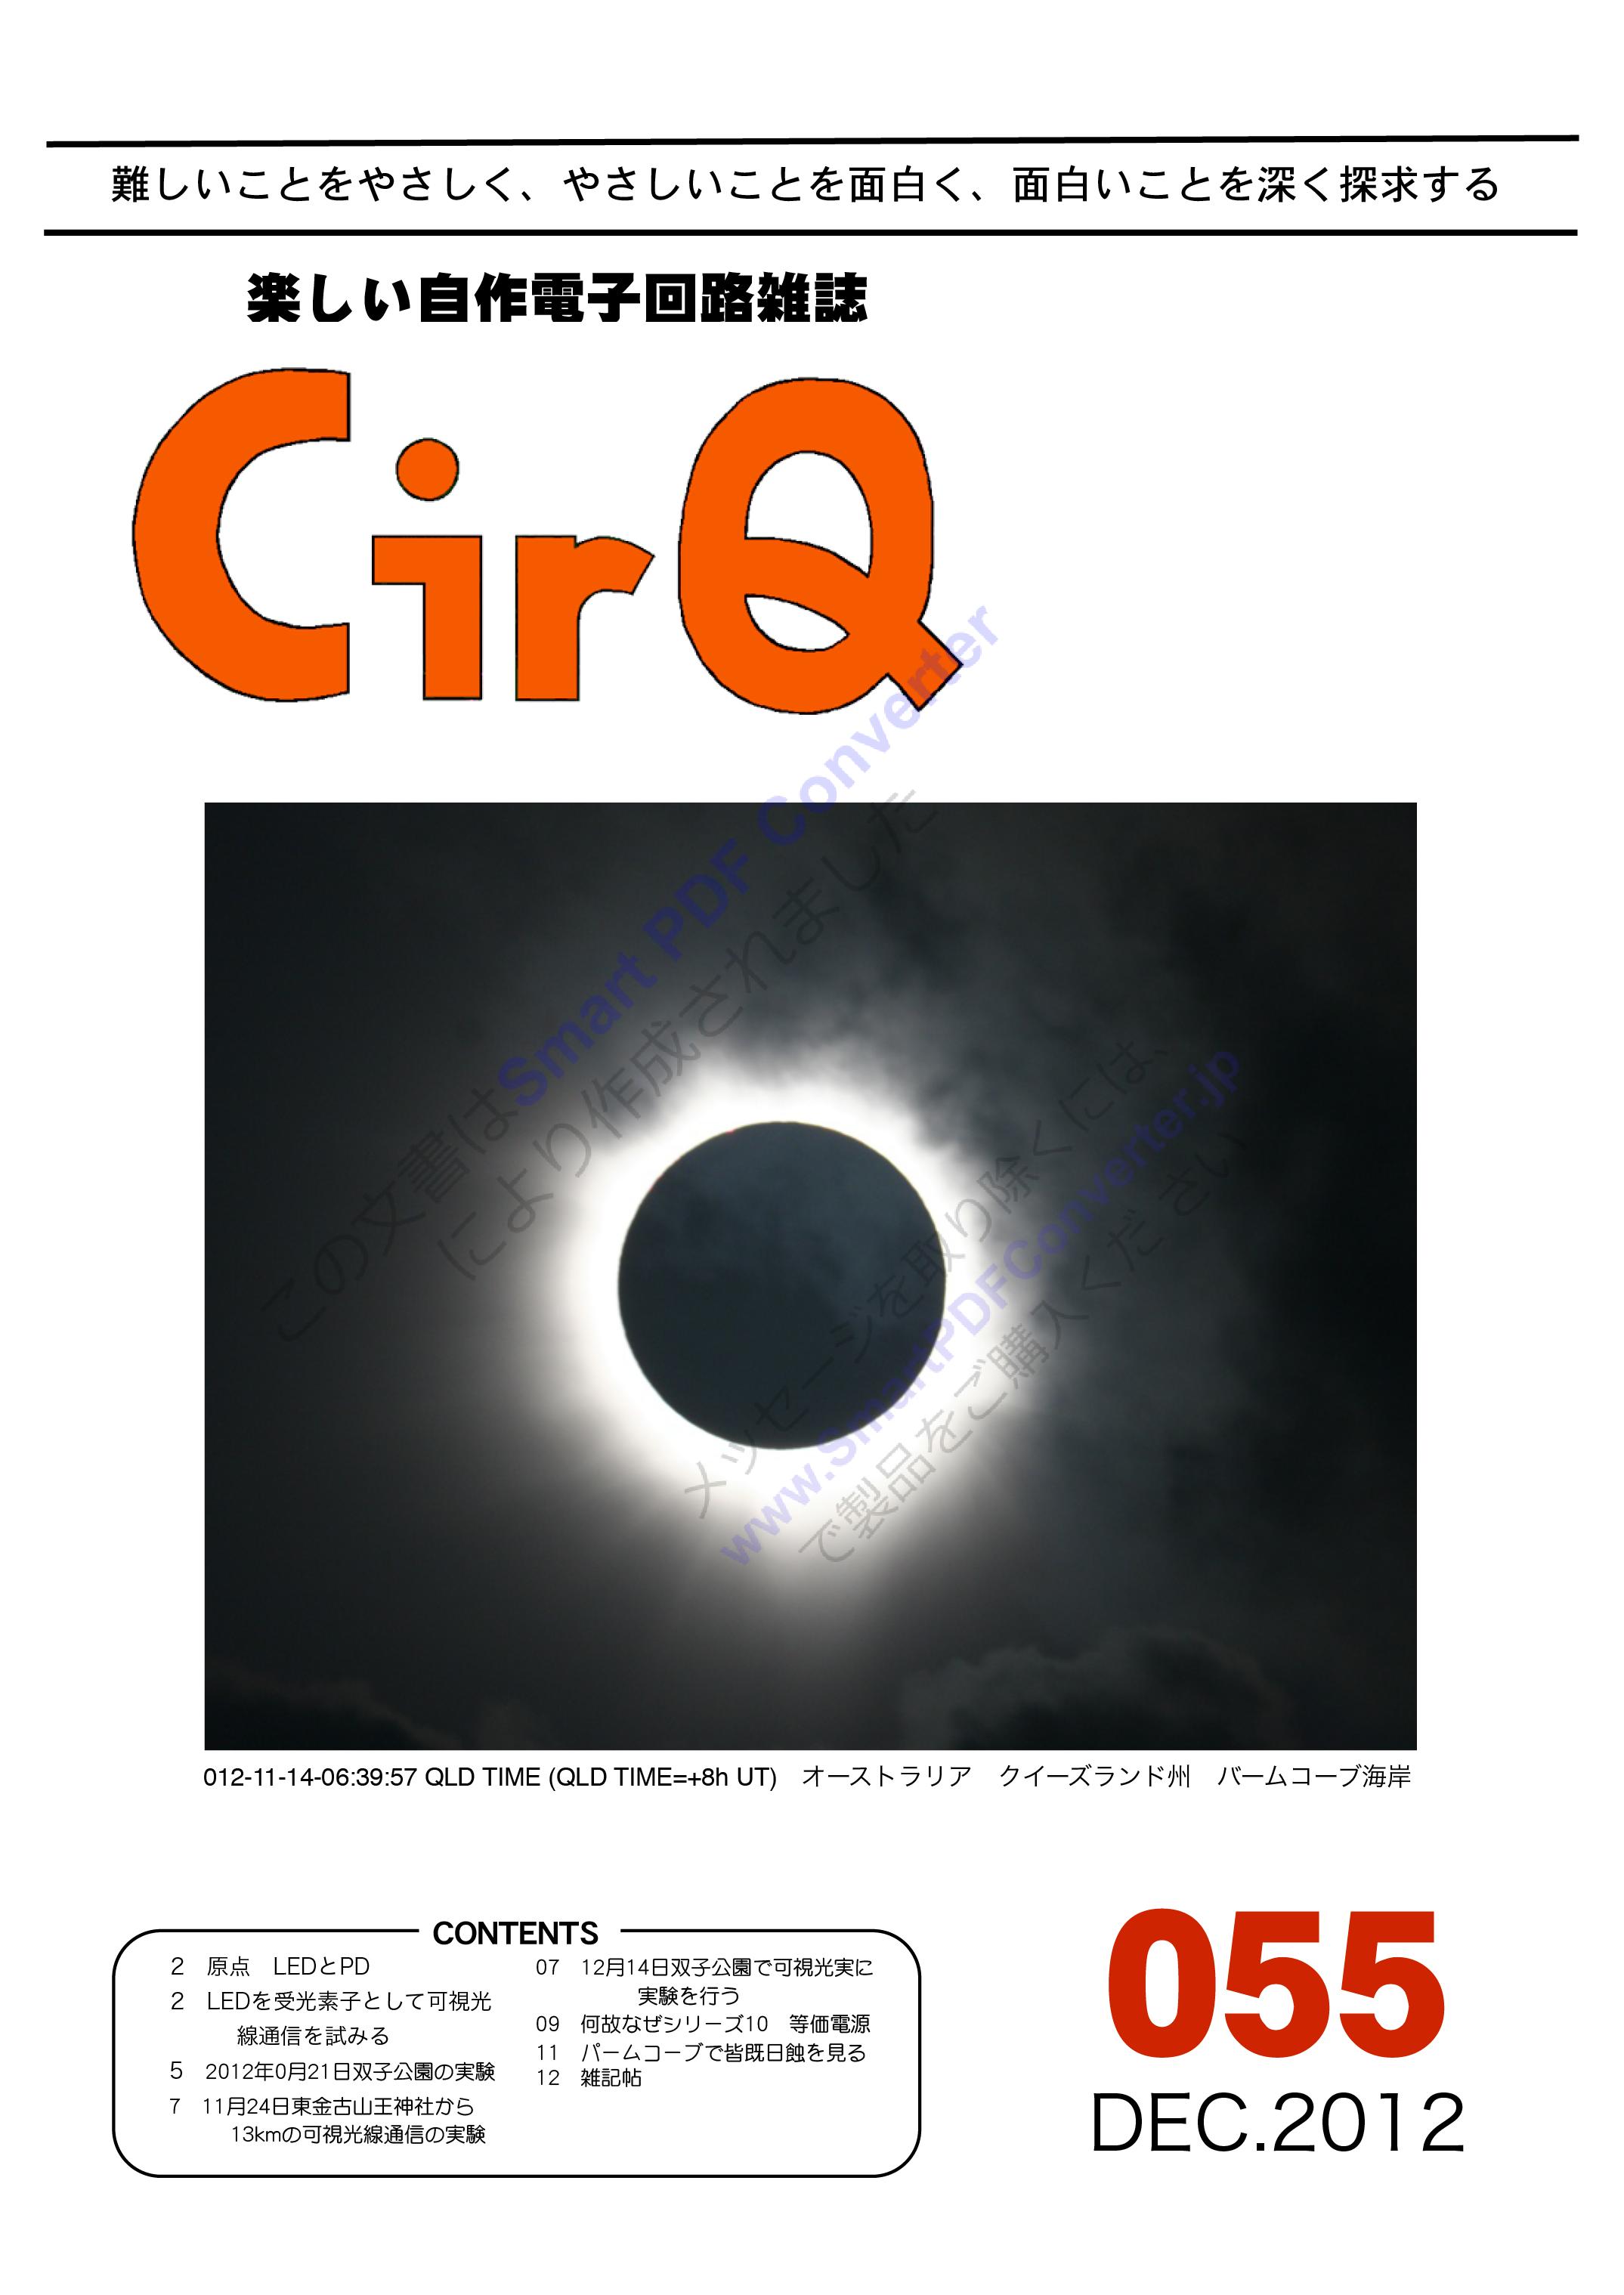 難しいことをやさしく、やさしいことを面白く、面白いことを深く探求する
楽しい自作電子回路雑誌
CirQ
この文書はSmart PDF Converter
により作成されました
メッセージを取り除くには、
www.SmartPDFConverter.jp
で製品をご購入ください
012-11-14-06:39:57 QLD TIME (QLD TIME=+8h UT)　オーストラリア　クイーズランド州　バームコーブ海岸
CONTENTS
2　原点　LEDとPD
2　LEDを受光素子として可視光
線通信を試みる
5　2012年0月21日双子公園の実験
7　11月24日東金古山王神社から
13kmの可視光線通信の実験
07　12月14日双子公園で可視光実に
実験を行う
09　何故なぜシリーズ10　等価電源
11　パームコーブで皆既日蝕を見る
12　雑記帖
055
DEC.2012